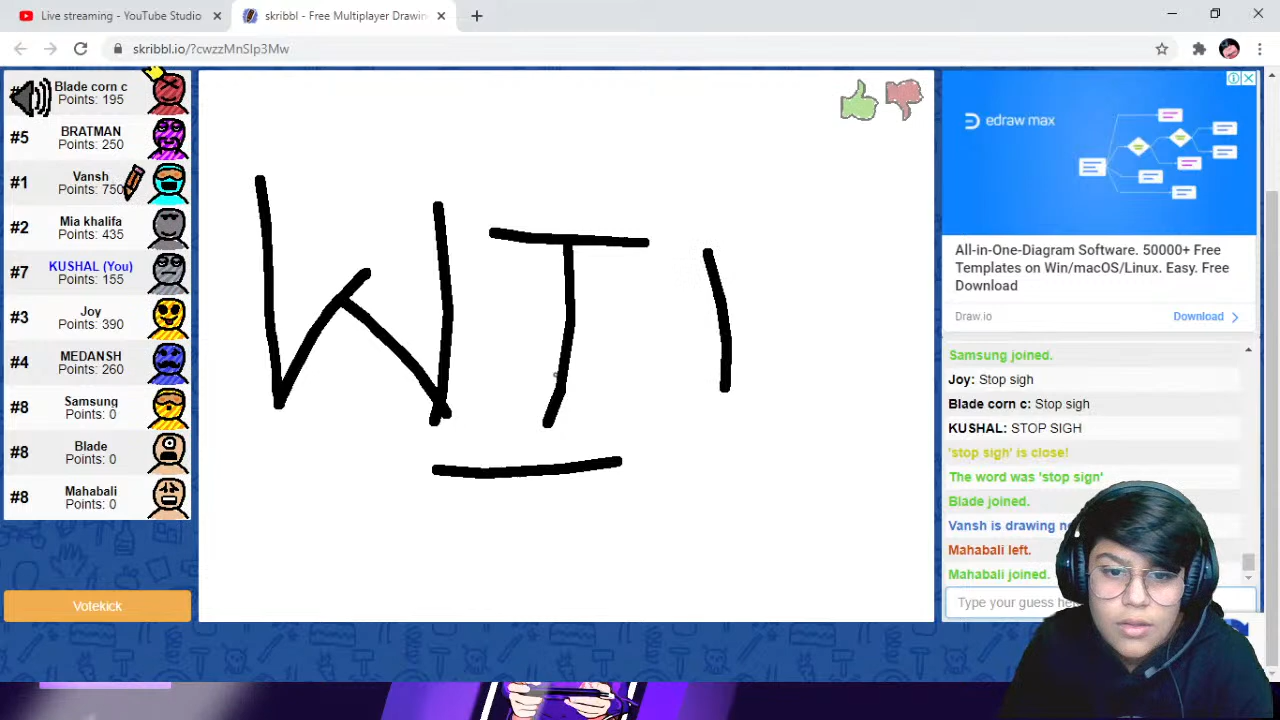 Live streaming - YouTube Studio
skribbl - Free Multiplayer Drawin
skribbl.io/?cwzzMnSlp3Mw
Blade corn c
Points: 195
#5 BRATMAN
Points: 250
#1 Vansh
Points: 750
#2 Mia khalifa
Points: 435
#7 KUSHAL (You)
Points: 155
#3 Joy
Points: 390
#4 MEDANSH
Points: 260
#8 Samsung
Points: 0
#8 Blade
Points: 0
#8 Mahabali
Points: 0
Votekick
edraw max
All-in-One-Diagram Software. 50000+ Free
Templates on Win/macOS/Linux. Easy. Free
Download
Draw.io
Download
Samsung joined.
Joy: Stop sigh
Blade corn c: Stop sigh
KUSHAL: STOP SIGH
'stop sigh' is close!
The word was 'stop sign'
Blade joined.
Vansh is drawing
Mahabali left.
Mahabali joined.
Type your guess